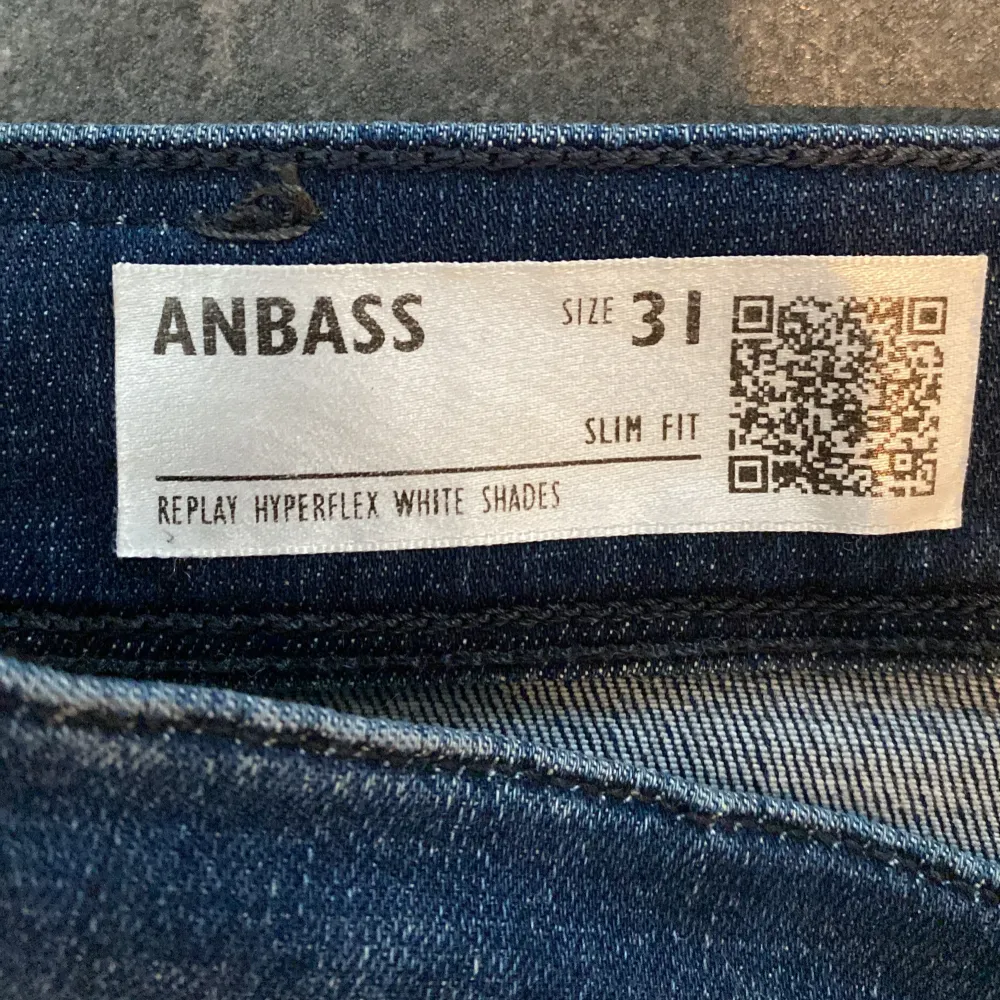 ANBASS
SIZE 31
SLIM FIT
REPLAY HYPERFLEX WHITE SHADES